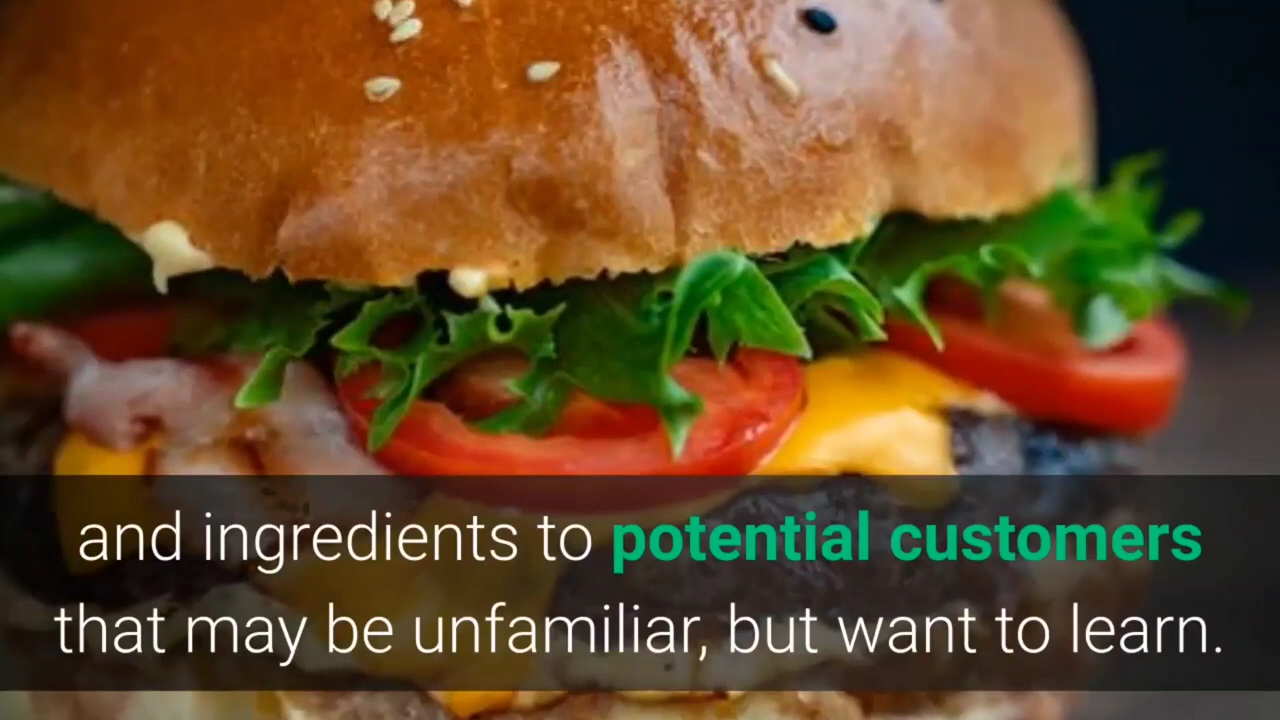 and ingredients to potential customers
that may be unfamiliar, but want to learn.